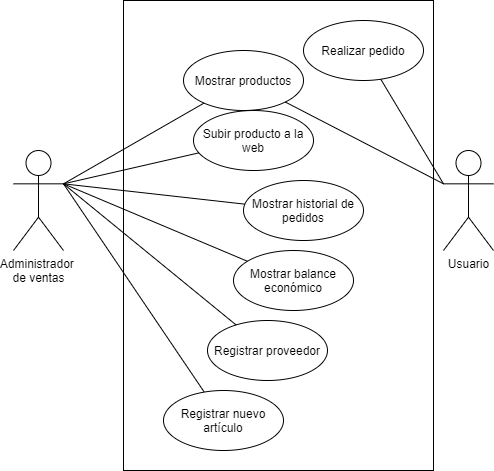 Realizar pedido
Mostrar productos
Subir producto a la
web
Mostrar historial de
pedidos
Administrador
de ventas
Usuario
Mostrar balance
económico
Registrar proveedor
Registrar nuevo
artículo